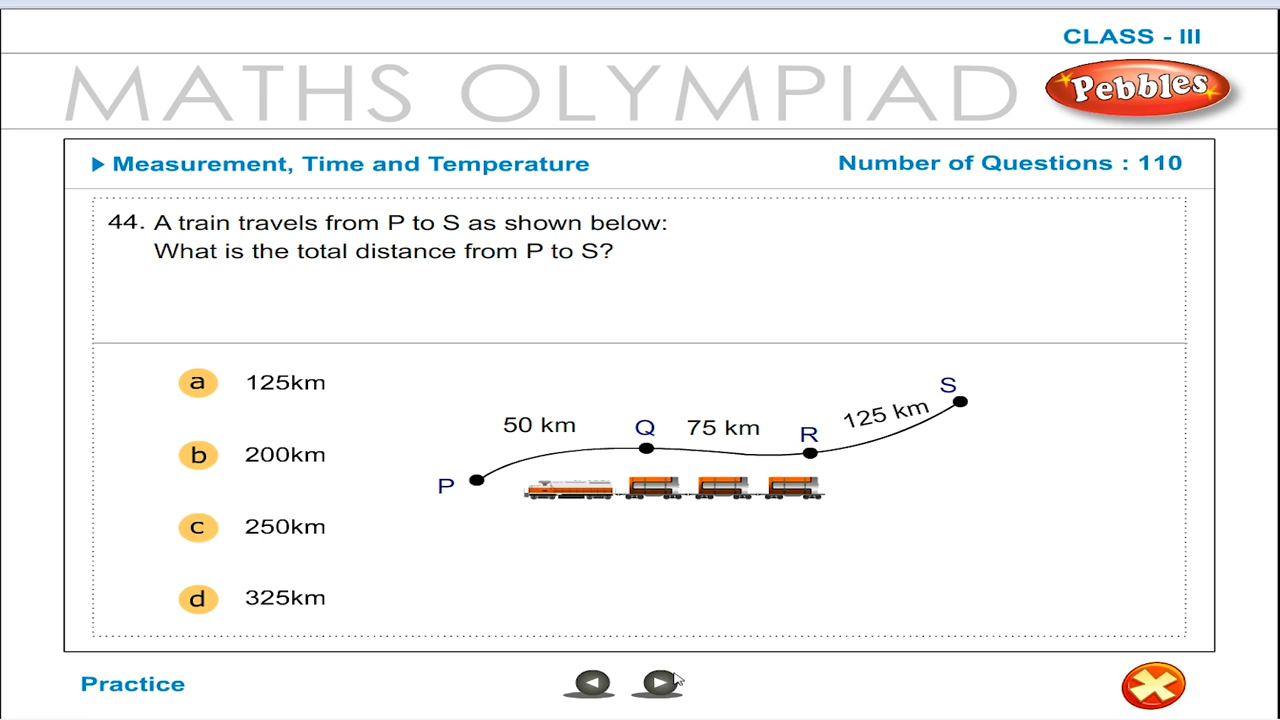 CLASS - III
MATHS OLYMPIAD
Pebbles
Measurement, Time and Temperature
Number of Questions : 110
44. A train travels from P to S as shown below:
What is the total distance from P to S?
a 125km
b 200km
c 250km
d 325km
S
125 km
50 km
Q
75 km
R
P
Practice